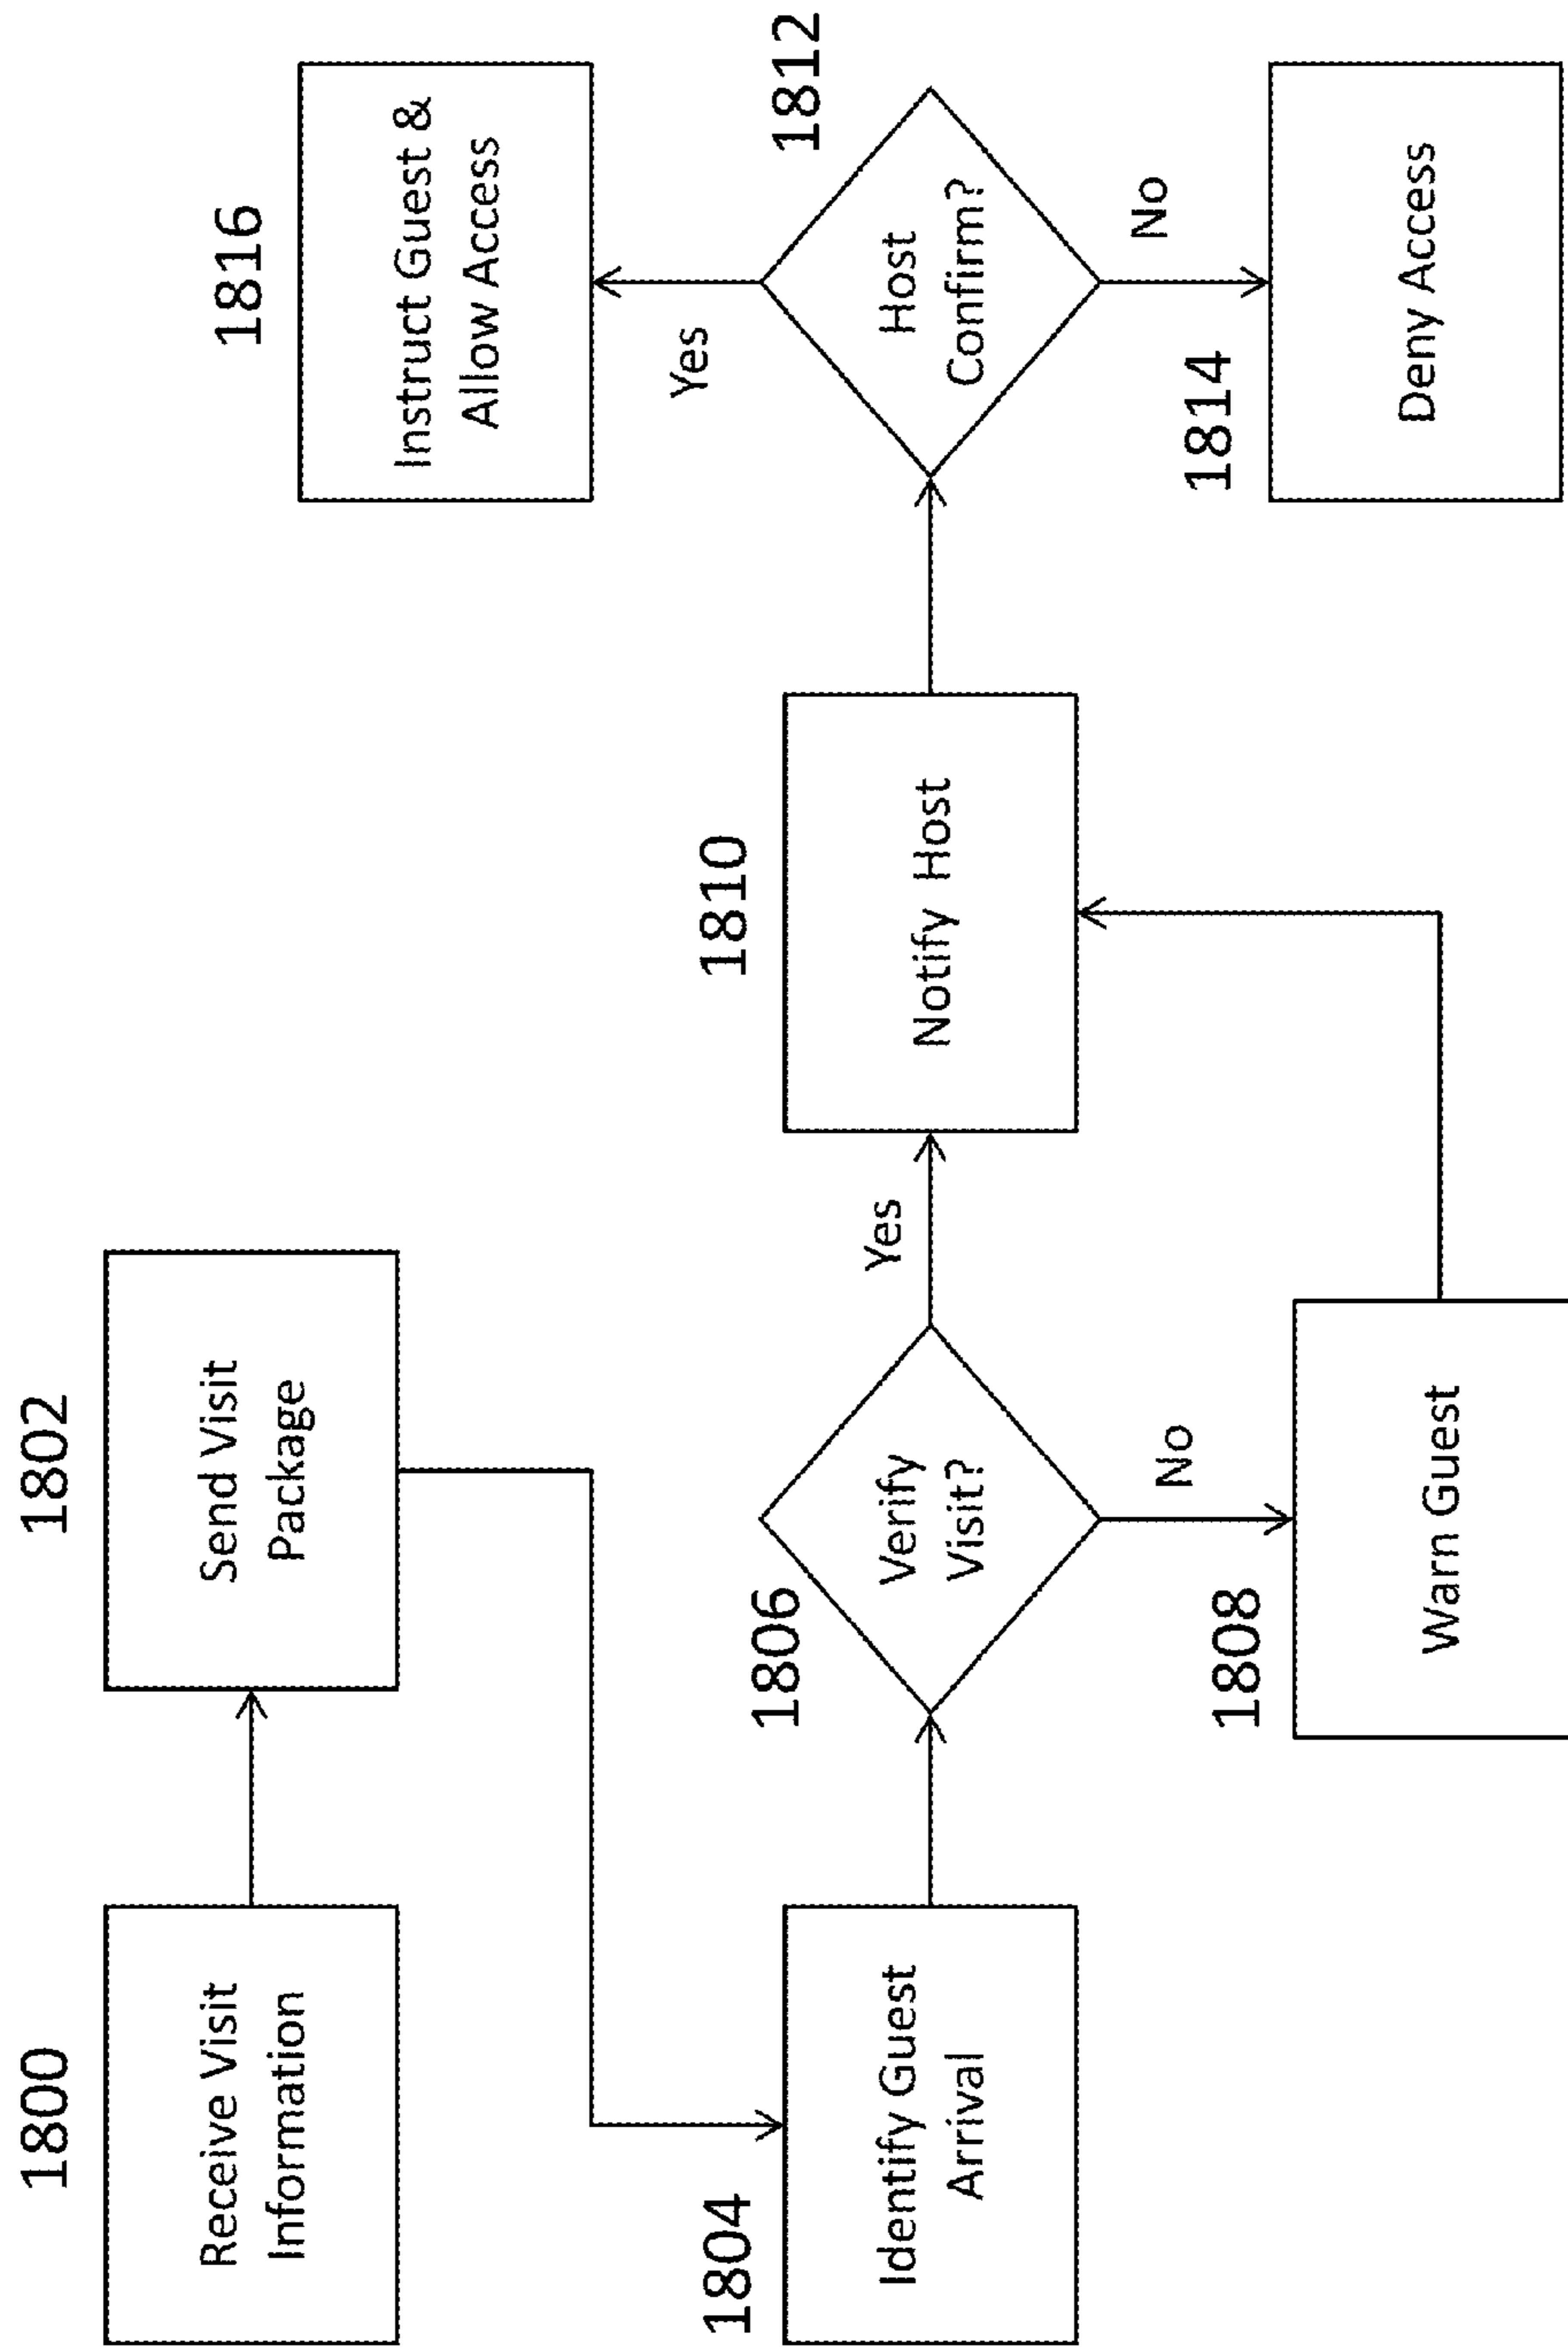 1800
Receive Visit
Information
1802
Send Visit
Package
1804
Identify Guest
Arrival
1806
Verify
Visit?
Yes
No
1808
Warn Guest
1810
Notify Host
1812
Host
Confirm?
Yes
No
1814
Deny Access
1816
Instruct Guest &
Allow Access